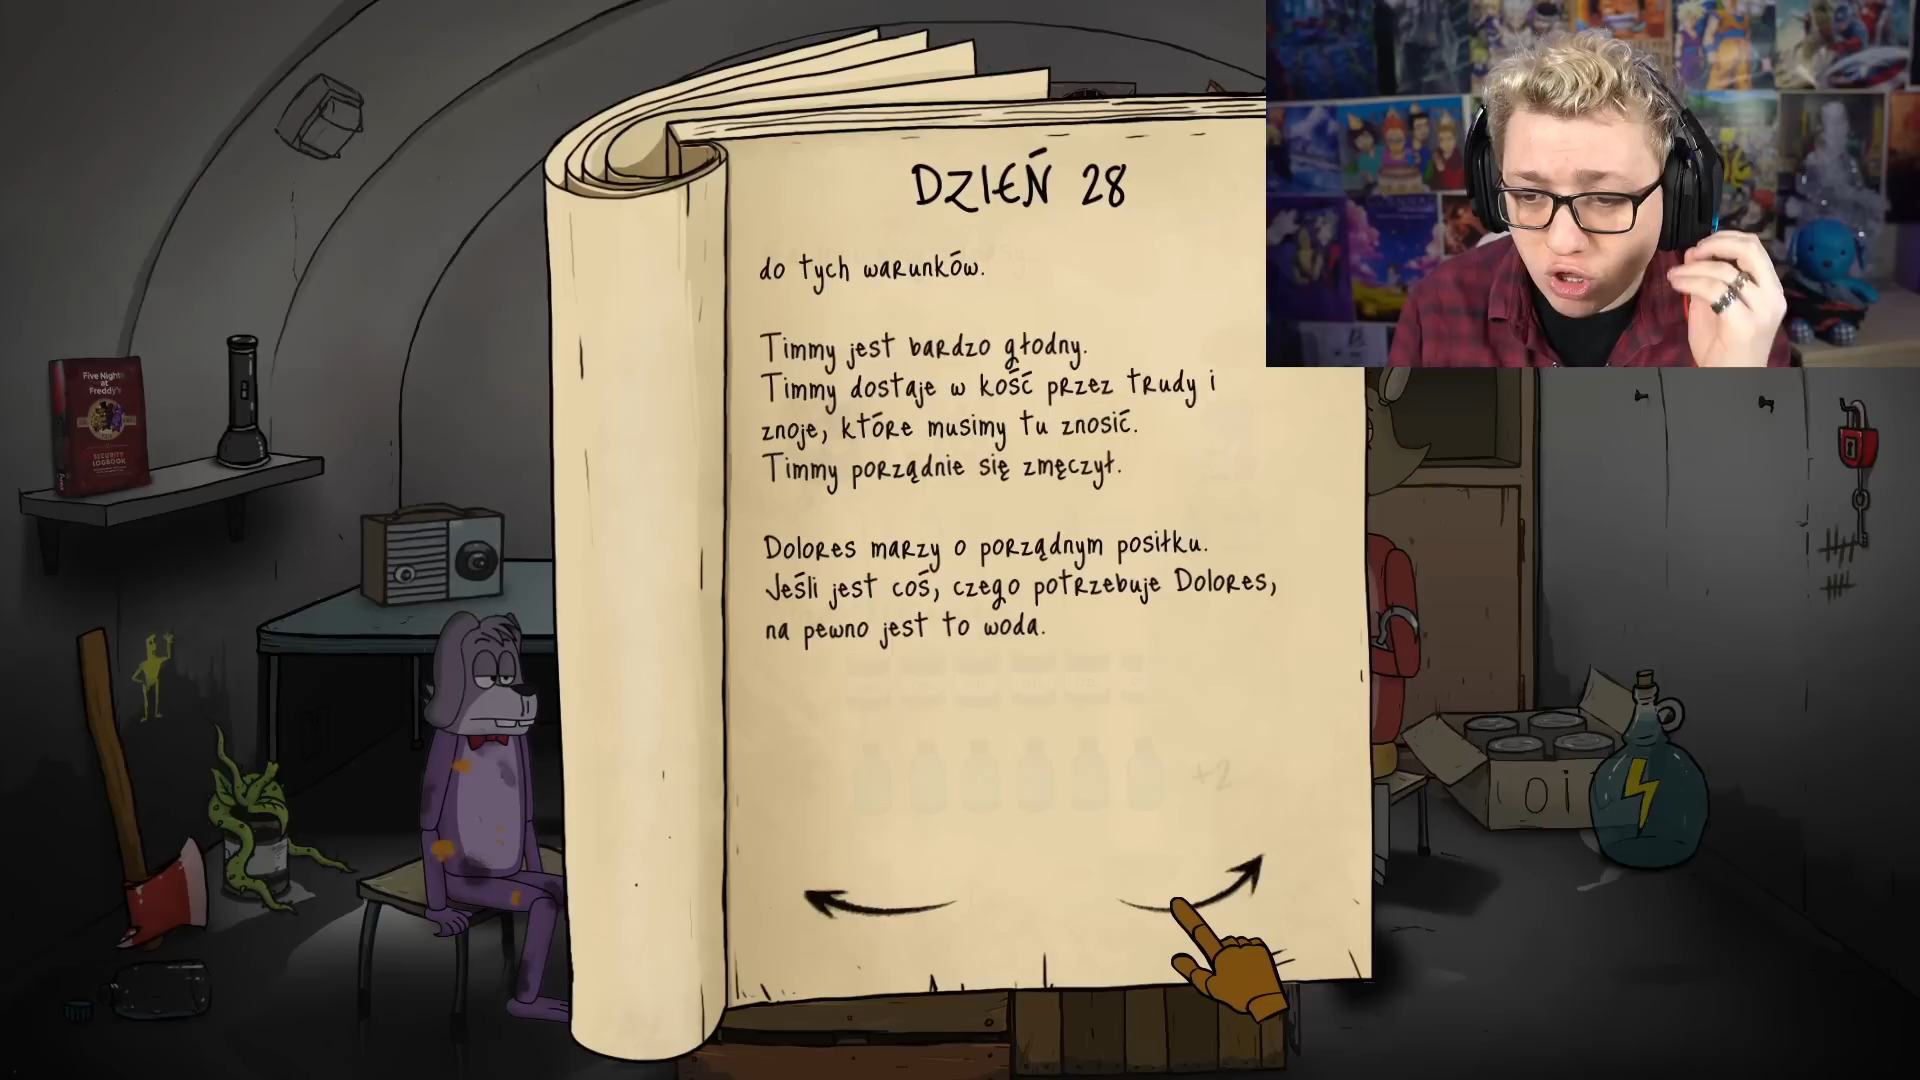 DZIEŃ 28
do tych warunków.
Timmy jest bardzo głodny.
Timmy dostaje w kość przez trudy i
znoje, które musimy tu znosić.
Timmy porządnie się zmęczył.
Dolores marzy o porządnym posiłku.
Jeśli jest coś, czego potrzebuje Dolores,
na pewno jest to woda.
+2
Five Nights
at
Freddy's
SECURITY
LOGBOOK
OIL